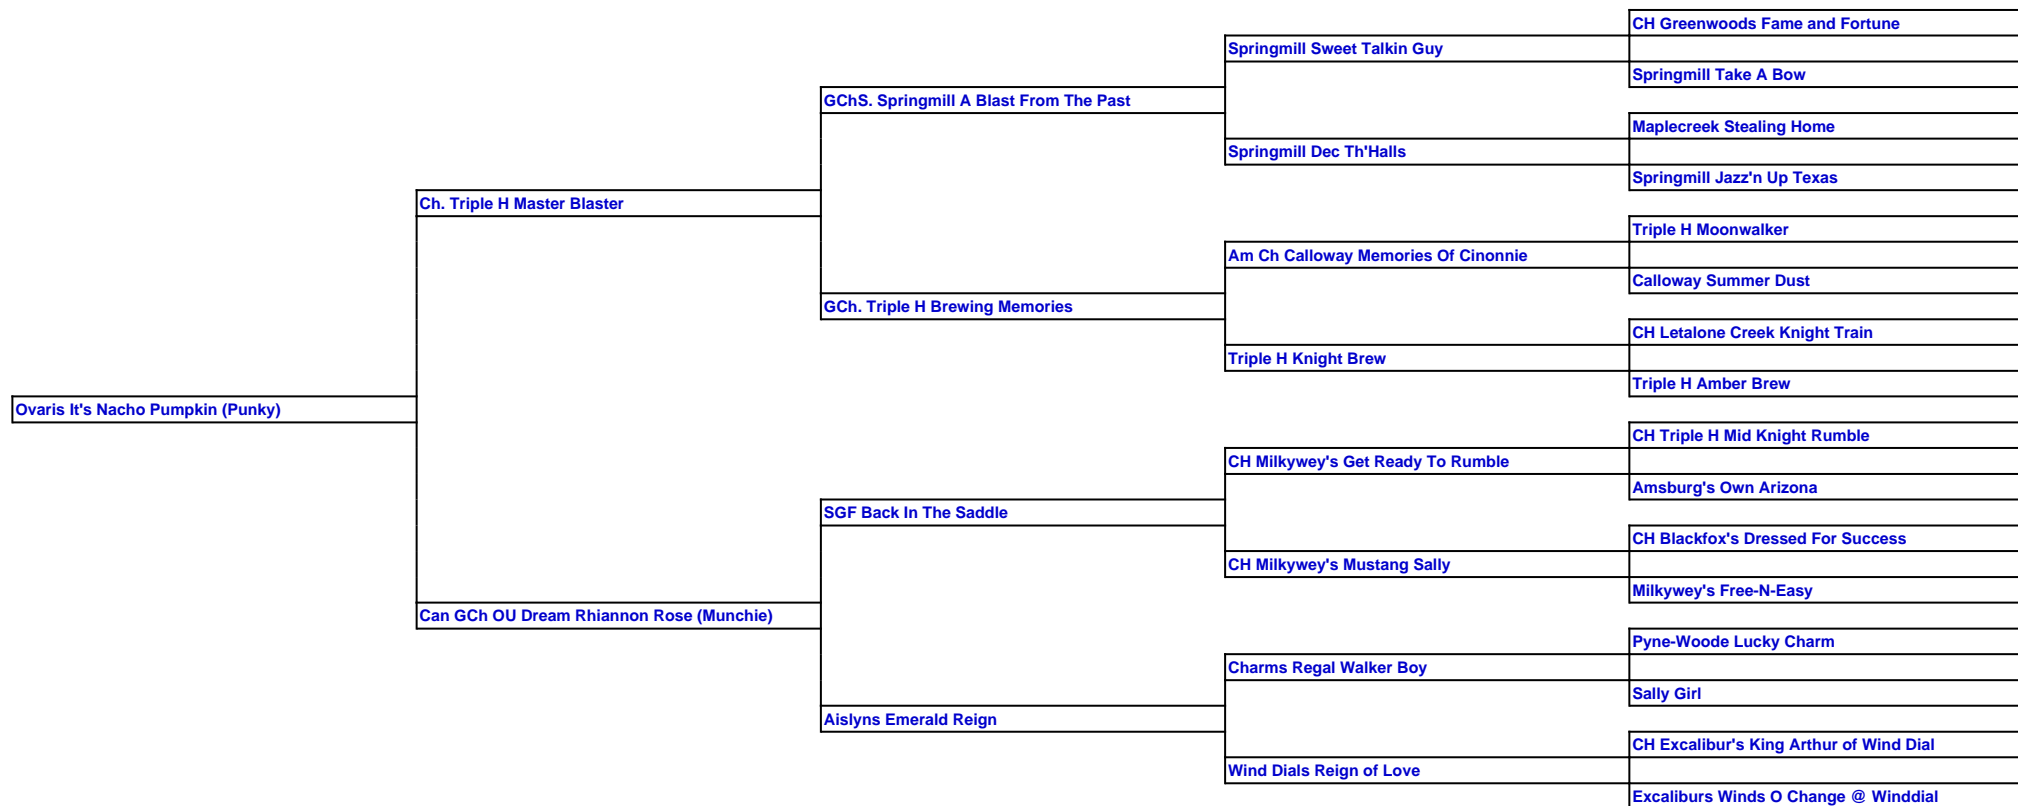 CH Greenwoods Fame and Fortune
Springmill Sweet Talkin Guy
Springmill Take A Bow
GChS. Springmill A Blast From The Past
Maplecreek Stealing Home
Springmill Dec Th'Halls
Springmill Jazz'n Up Texas
Ch. Triple H Master Blaster
Triple H Moonwalker
Am Ch Calloway Memories Of Cinonnie
Calloway Summer Dust
GCh. Triple H Brewing Memories
CH Letalone Creek Knight Train
Triple H Knight Brew
Triple H Amber Brew
Ovaris It's Nacho Pumpkin (Punky)
CH Triple H Mid Knight Rumble
CH Milkywey's Get Ready To Rumble
Amsburg's Own Arizona
SGF Back In The Saddle
CH Blackfox's Dressed For Success
CH Milkywey's Mustang Sally
Milkywey's Free-N-Easy
Can GCh OU Dream Rhiannon Rose (Munchie)
Pyne-Woode Lucky Charm
Charms Regal Walker Boy
Sally Girl
Aislyns Emerald Reign
CH Excalibur's King Arthur of Wind Dial
Wind Dials Reign of Love
Excaliburs Winds O Change @ Winddial